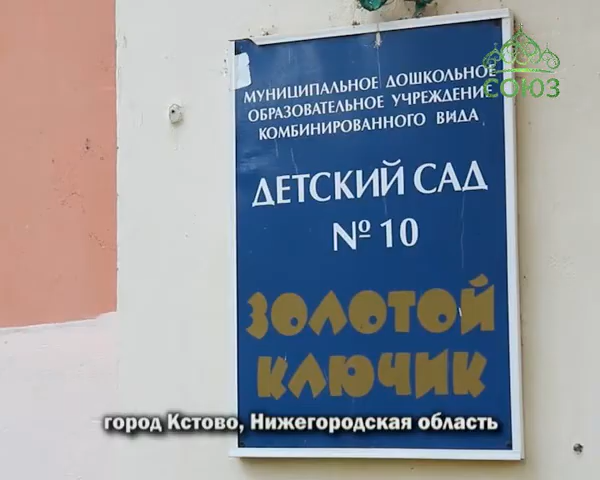 СОЮЗ
МУНИЦИПАЛЬНОЕ ДОШКОЛЬНОЕ
ОБРАЗОВАТЕЛЬНОЕ УЧРЕЖДЕНИЕ
КОМБИНИРОВАННОГО ВИДА
ДЕТСКИЙ САД
№ 10
ЗОЛОТОЙ
КЛЮЧИК
город Кстово, Нижегородская область